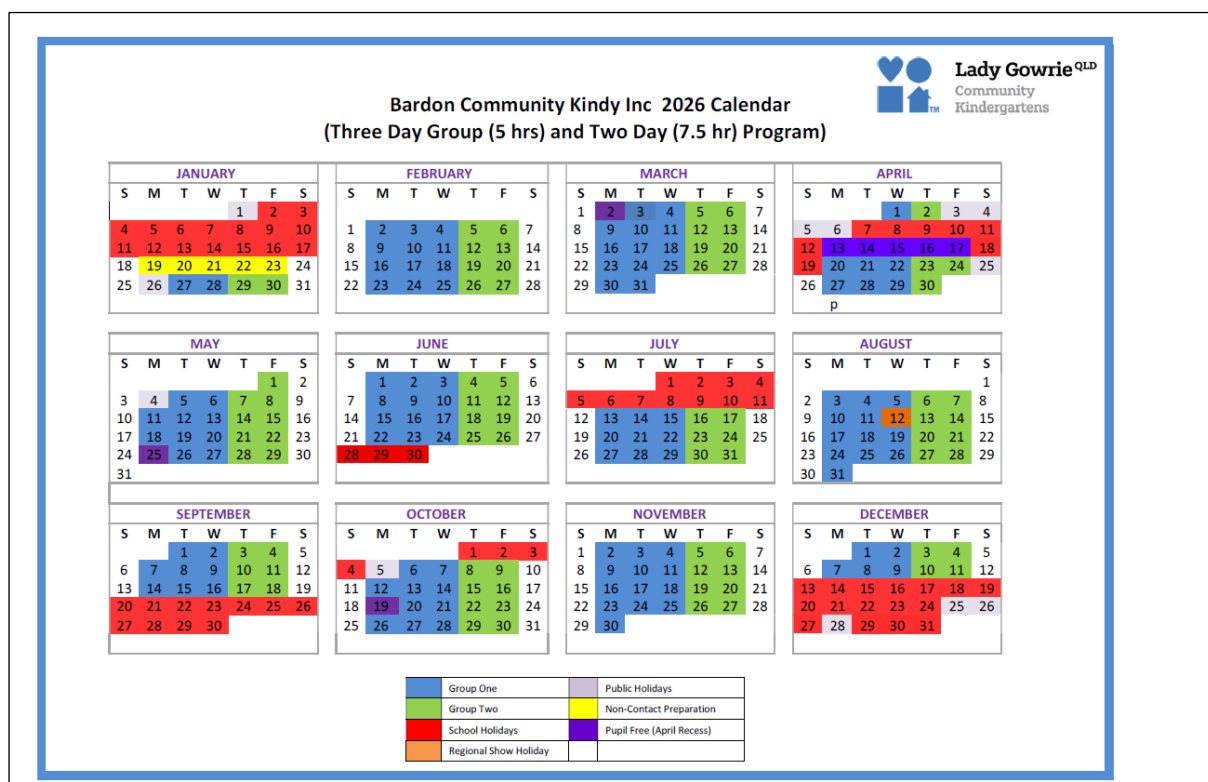 Lady Gowrie QLD
Community
Kindergartens
TM
Bardon Community Kindy Inc 2026 Calendar
(Three Day Group (5 hrs) and Two Day (7.5 hr) Program)
JANUARY FEBRUARY MARCH APRIL
S M T W T F S S M T W T F S S M T W T F S S M T W T F S
1 2 3 1 2 3 4
4 5 6 7 8 9 10 1 2 3 4 5 6 7 8 9 10 11 12 13 14 5 6 7 8 9 10 11
11 12 13 14 15 16 17 8 9 10 11 12 13 14 15 16 17 18 19 20 21 12 13 14 15 16 17 18
18 19 20 21 22 23 24 15 16 17 18 19 20 21 22 23 24 25 26 27 28 19 20 21 22 23 24 25
25 26 27 28 29 30 31 22 23 24 25 26 27 28 29 30 31 26 27 28 29 30
p
MAY JUNE JULY AUGUST
S M T W T F S S M T W T F S S M T W T F S S M T W T F S
1 2 1 2 3 4 5 6 1 2 3 4 1
3 4 5 6 7 8 9 7 8 9 10 11 12 13 5 6 7 8 9 10 11 2 3 4 5 6 7 8
10 11 12 13 14 15 16 14 15 16 17 18 19 20 12 13 14 15 16 17 18 9 10 11 12 13 14 15
17 18 19 20 21 22 23 21 22 23 24 25 26 27 19 20 21 22 23 24 25 16 17 18 19 20 21 22
24 25 26 27 28 29 30 28 29 30 26 27 28 29 30 31 23 24 25 26 27 28 29
31 30 31
SEPTEMBER OCTOBER NOVEMBER DECEMBER
S M T W T F S S M T W T F S S M T W T F S S M T W T F S
1 2 3 4 5 1 2 3 1 2 3 4 5 6 7 1 2 3 4 5
6 7 8 9 10 11 12 4 5 6 7 8 9 10 8 9 10 11 12 13 14 6 7 8 9 10 11 12
13 14 15 16 17 18 19 11 12 13 14 15 16 17 15 16 17 18 19 20 21 13 14 15 16 17 18 19
20 21 22 23 24 25 26 18 19 20 21 22 23 24 22 23 24 25 26 27 28 20 21 22 23 24 25 26
27 28 29 30 25 26 27 28 29 30 31 29 30 27 28 29 30 31
Group One Public Holidays
Group Two Non-Contact Preparation
School Holidays Pupil Free (April Recess)
Regional Show Holiday